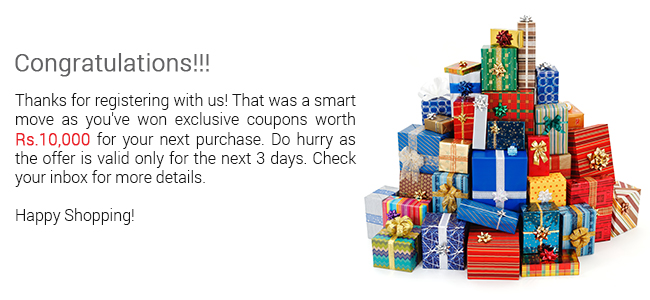 Congratulations!!!
Thanks for registering with us! That was a smart
move as you've won exclusive coupons worth
Rs.10,000 for your next purchase. Do hurry as
the offer is valid only for the next 3 days. Check
your inbox for more details.
Happy Shopping!